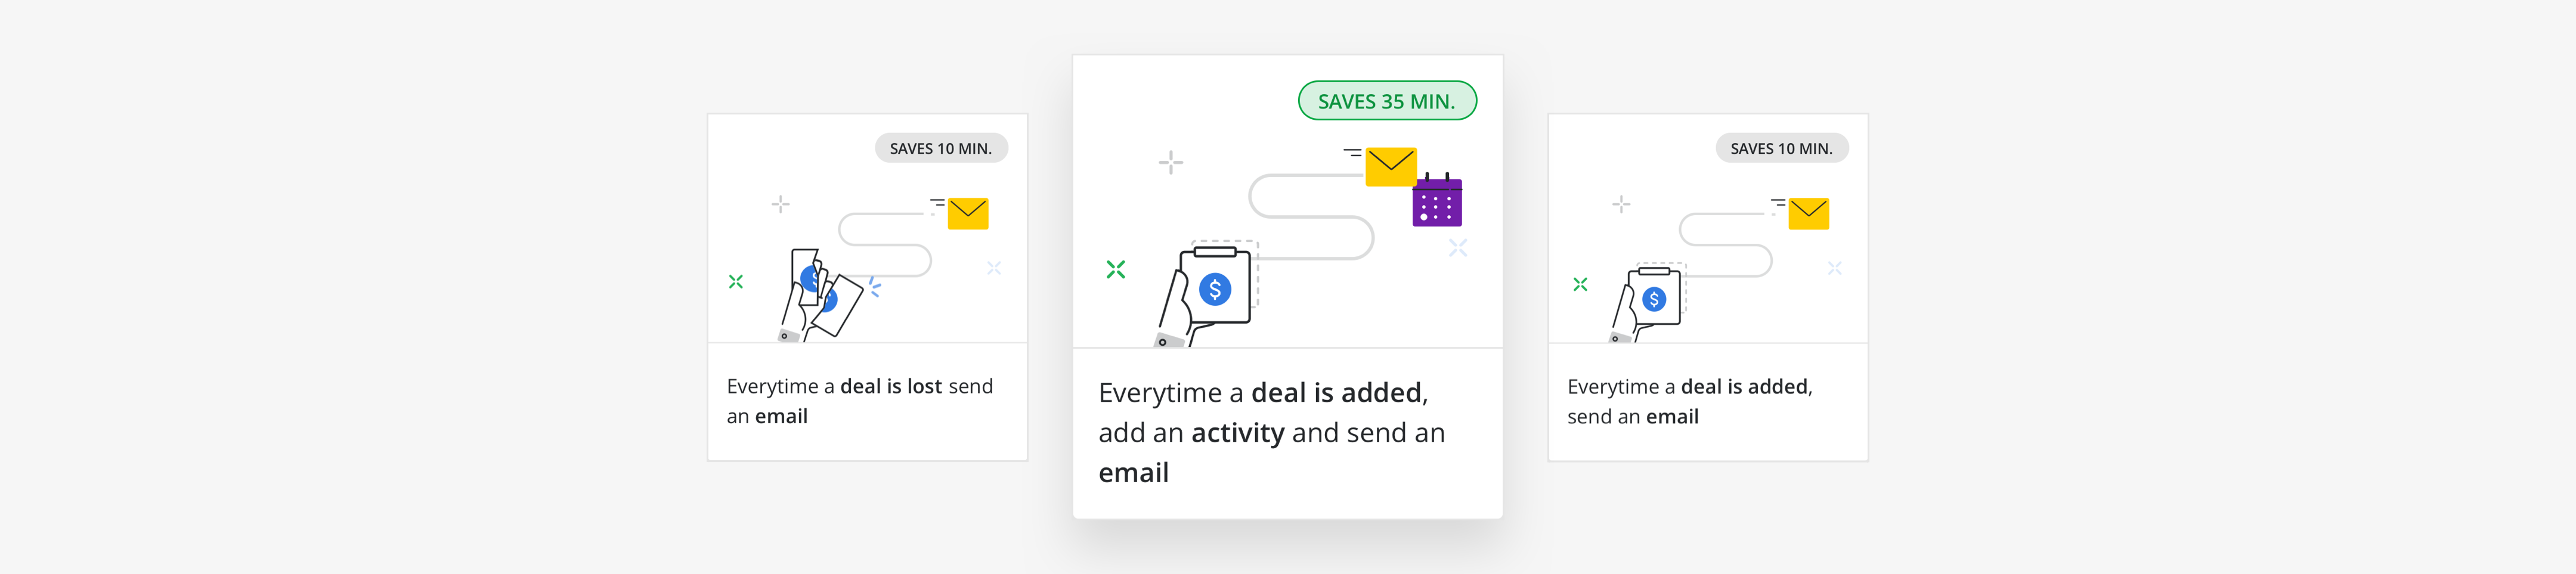 SAVES 10 MIN.
Everytime a deal is lost send
an email
SAVES 35 MIN.
$
Everytime a deal is added,
add an activity and send an
email
SAVES 10 MIN.
$
Everytime a deal is added,
send an email